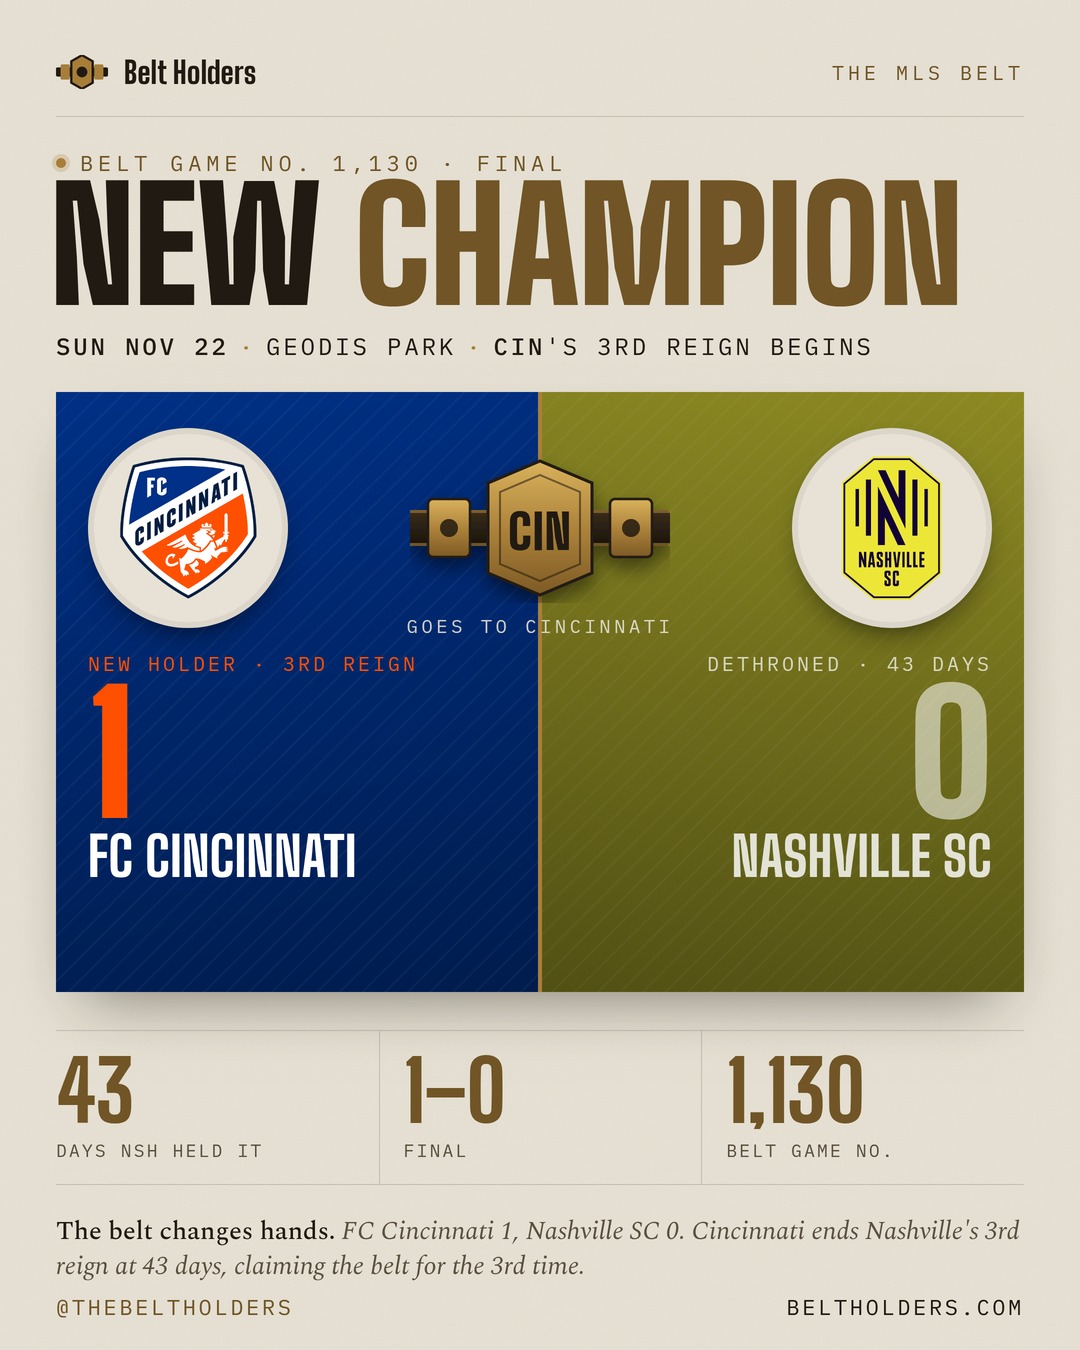 Belt Holders
THE MLS BELT
BELT GAME NO. 1,130 · FINAL
NEW CHAMPION
SUN NOV 22 · GEODIS PARK · CIN'S 3RD REIGN BEGINS
FC
CINCINNATI
CIN
N
NASHVILLE
SC
GOES TO CINCINNATI
NEW HOLDER · 3RD REIGN
DETHRONED · 43 DAYS
1
0
FC CINCINNATI
NASHVILLE SC
43
1–0
1,130
DAYS NSH HELD IT
FINAL
BELT GAME NO.
The belt changes hands. FC Cincinnati 1, Nashville SC 0. Cincinnati ends Nashville's 3rd
reign at 43 days, claiming the belt for the 3rd time.
@THEBELTHOLDERS
BELTHOLDERS.COM